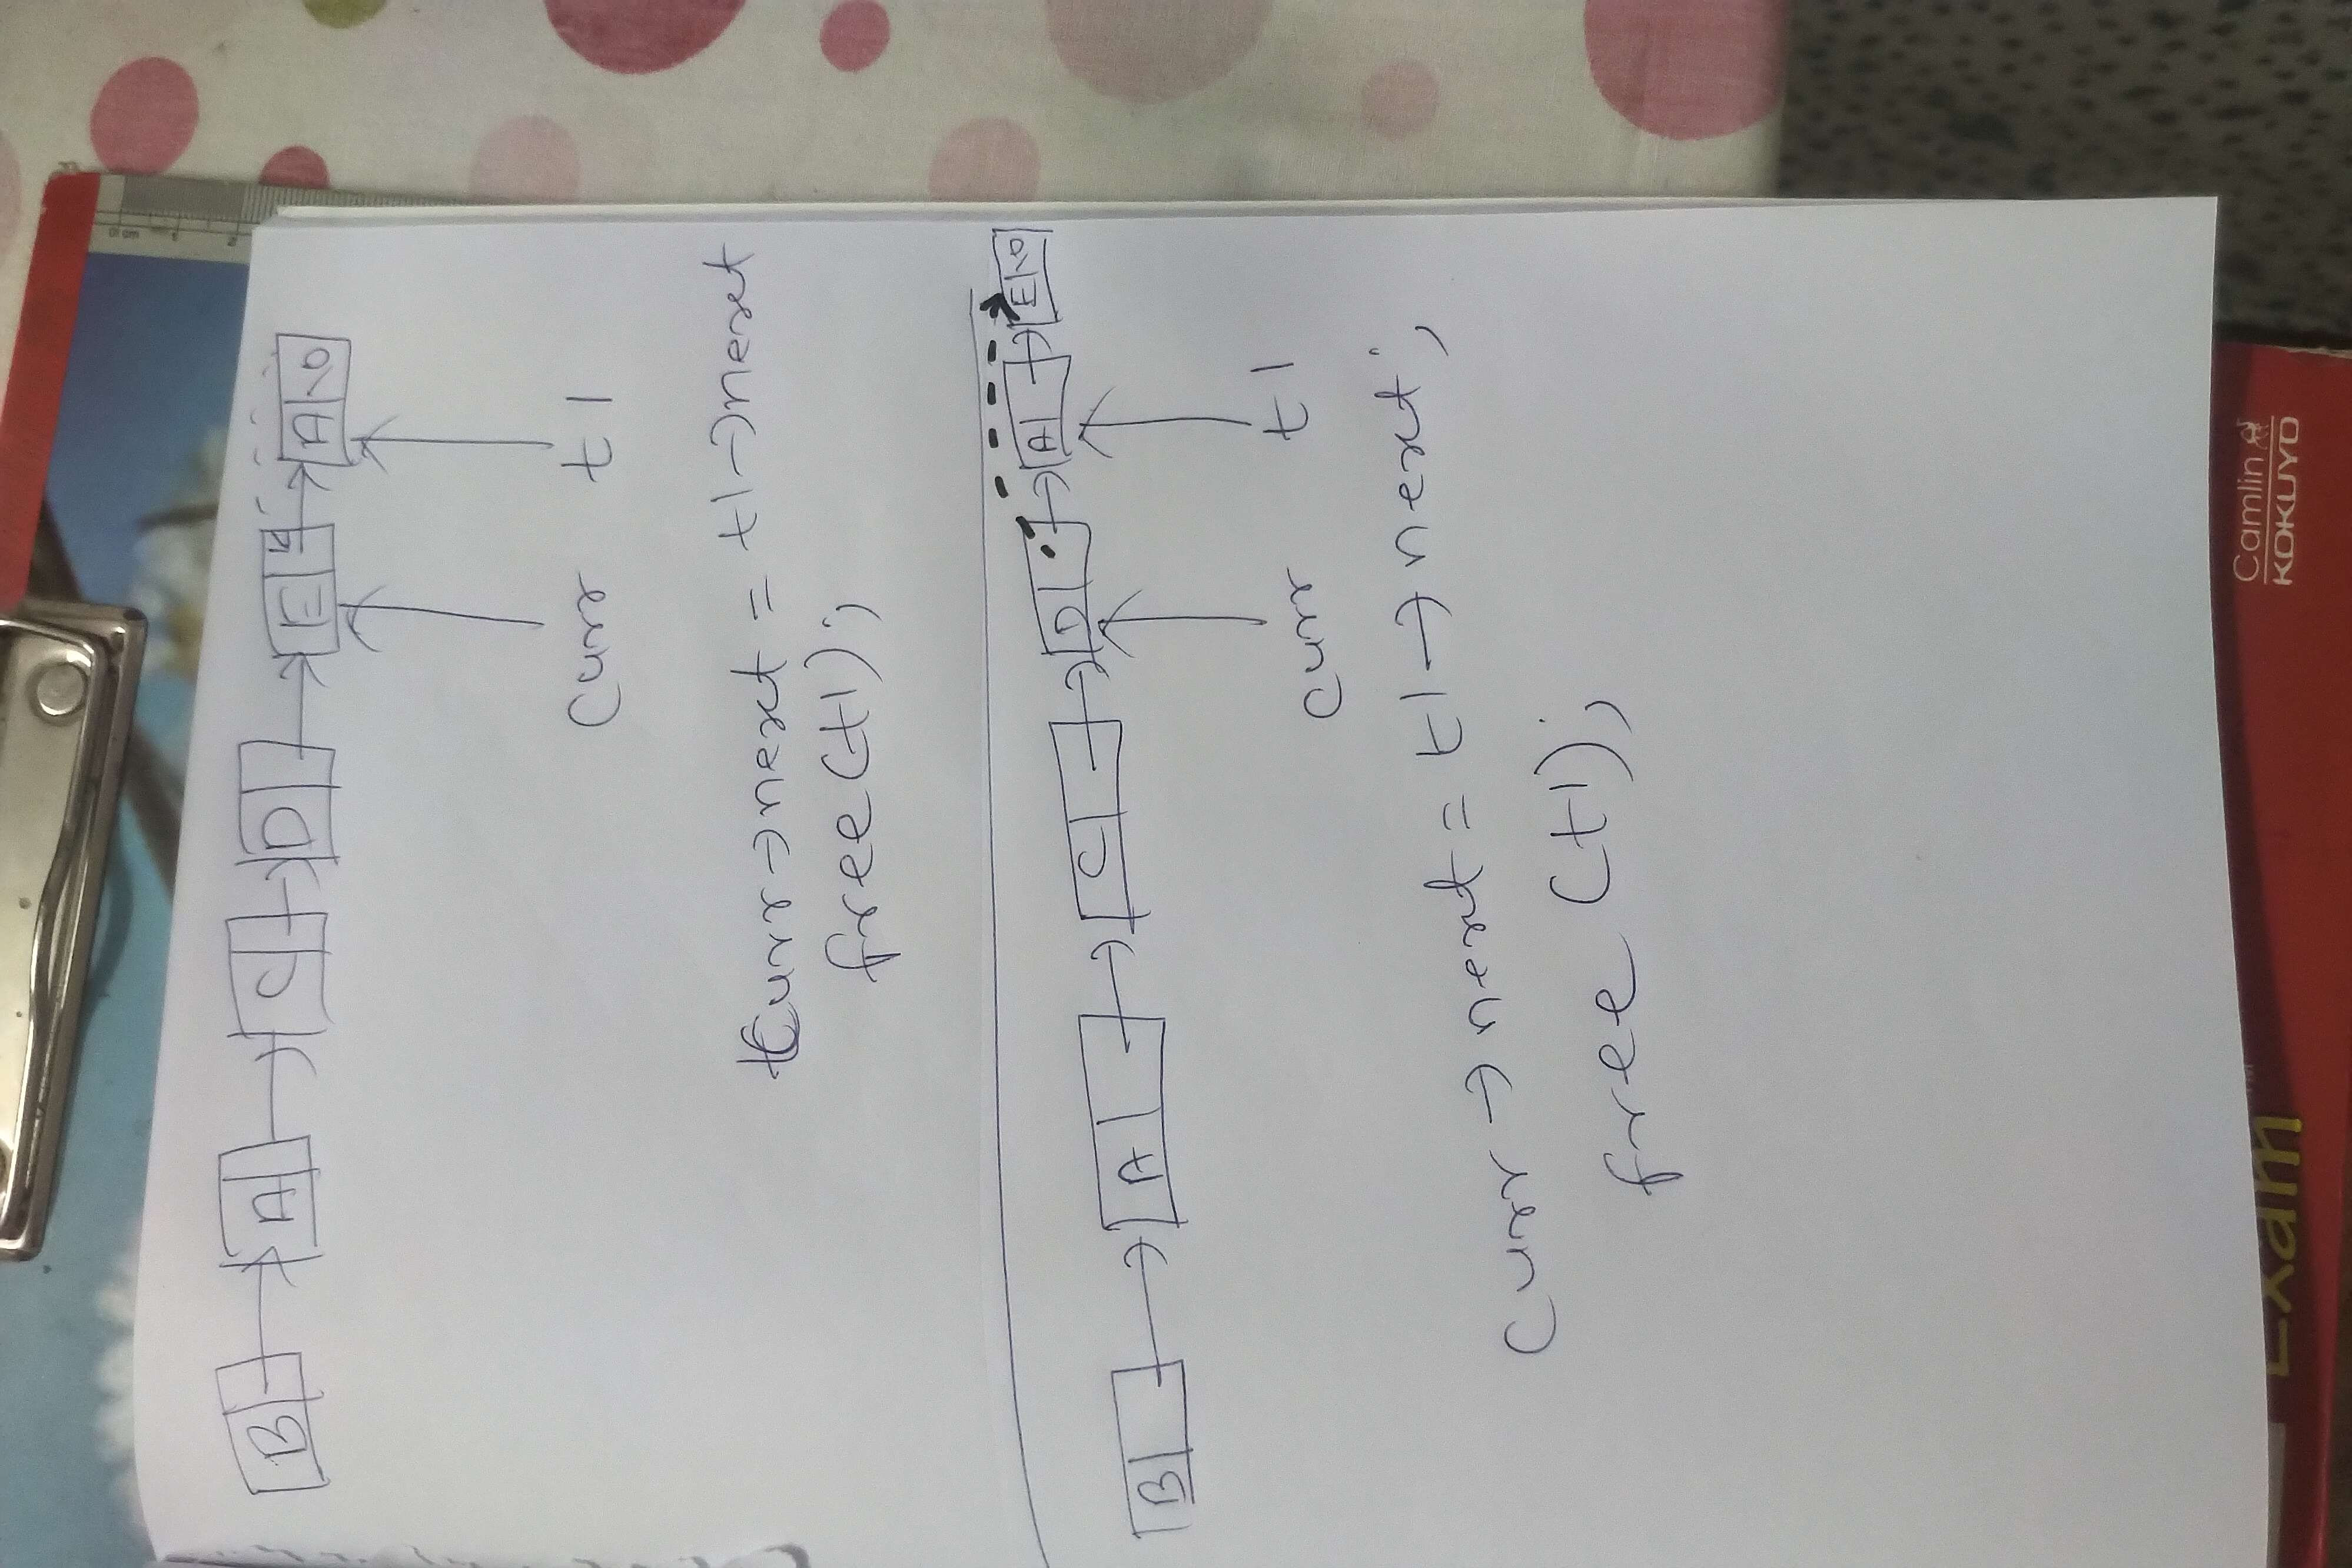 B A C D E A \0
curr t1
curr→next = t1→next
free(t1);
B A C D A E \0
curr t1
curr→next = t1→next;
free (t1);
Exam
Camlin
KOKUYO